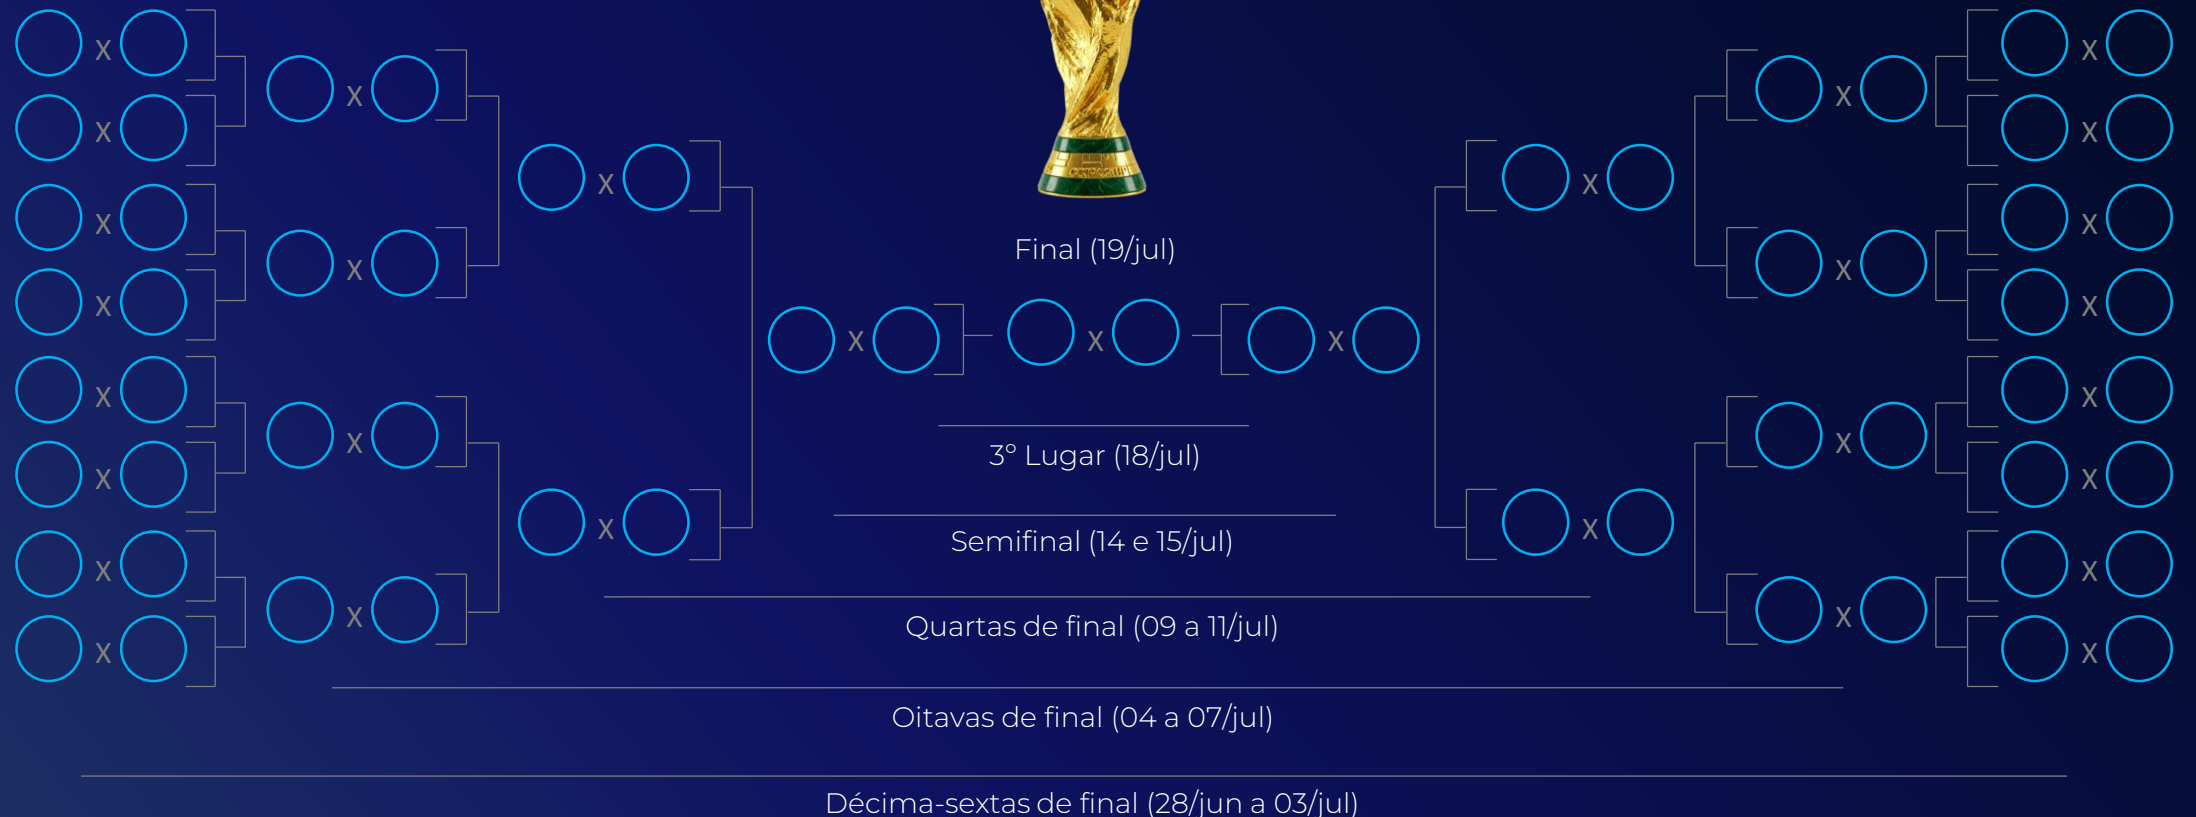 X X
X X
X X
X X
X X
Final (19/jul)
X X
X X
X X X
X X
X X
3º Lugar (18/jul)
X X
X X
Semifinal (14 e 15/jul)
X X
X X
Quartas de final (09 a 11/jul)
X X
Oitavas de final (04 a 07/jul)
Décima-sextas de final (28/jun a 03/jul)